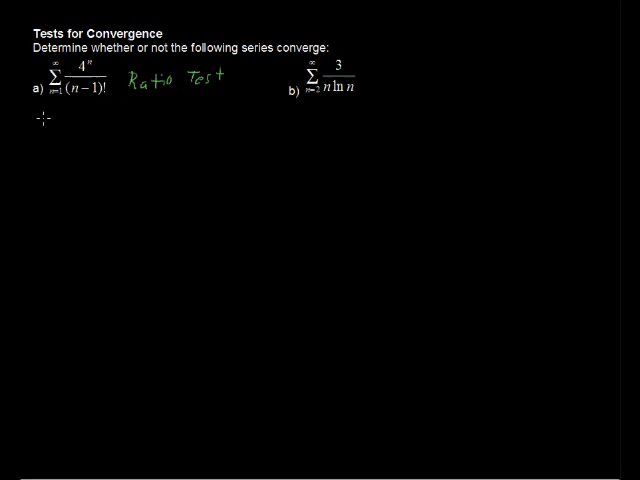 Tests for Convergence
Determine whether or not the following series converge:
a) ∑_{n=1}^{∞} 4^n / (n − 1)! Ratio Test
b) ∑_{n=2}^{∞} 3 / (n ln n)